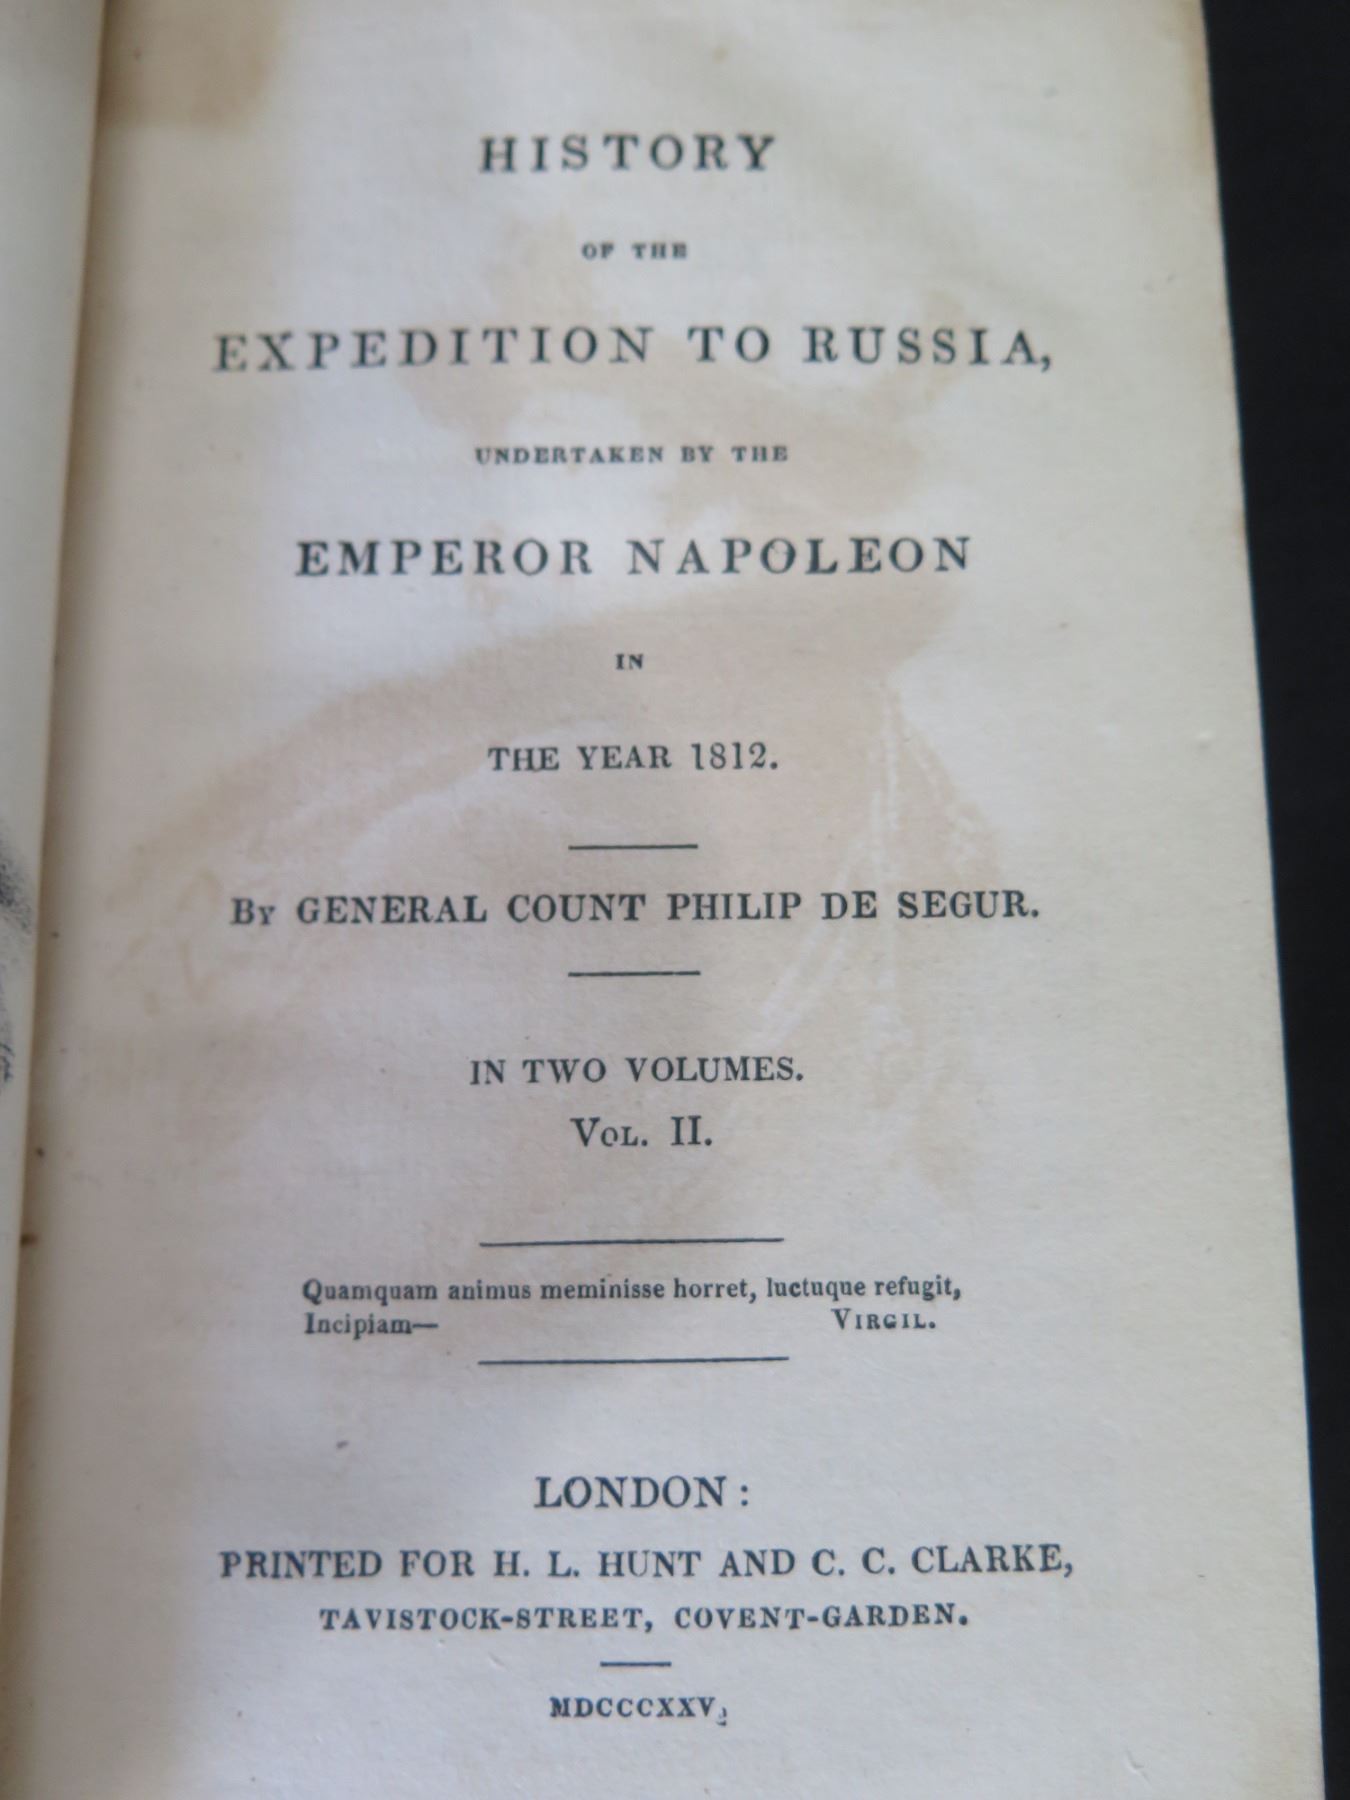 HISTORY
OF THE
EXPEDITION TO RUSSIA,
UNDERTAKEN BY THE
EMPEROR NAPOLEON
IN
THE YEAR 1812.
By GENERAL COUNT PHILIP DE SEGUR.
IN TWO VOLUMES.
VOL. II.
Quamquam animus meminisse horret, luctuque refugit,
Incipiam— VIRGIL.
LONDON:
PRINTED FOR H. L. HUNT AND C. C. CLARKE,
TAVISTOCK-STREET, COVENT-GARDEN.
MDCCCXXV.